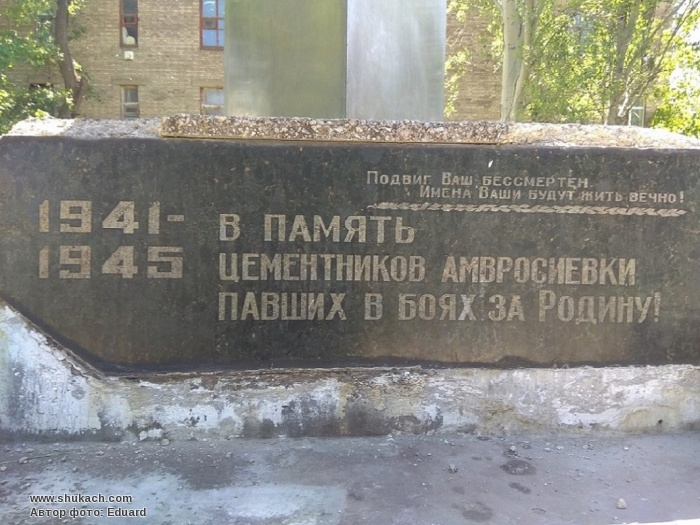 Подвиг Ваш бессмертен
Имена Ваши будут жить вечно!
1941-
1945
В ПАМЯТЬ
ЦЕМЕНТНИКОВ АМВРОСИЕВКИ
ПАВШИХ В БОЯХ ЗА РОДИНУ!
www.shukach.com
Автор фото: Eduard